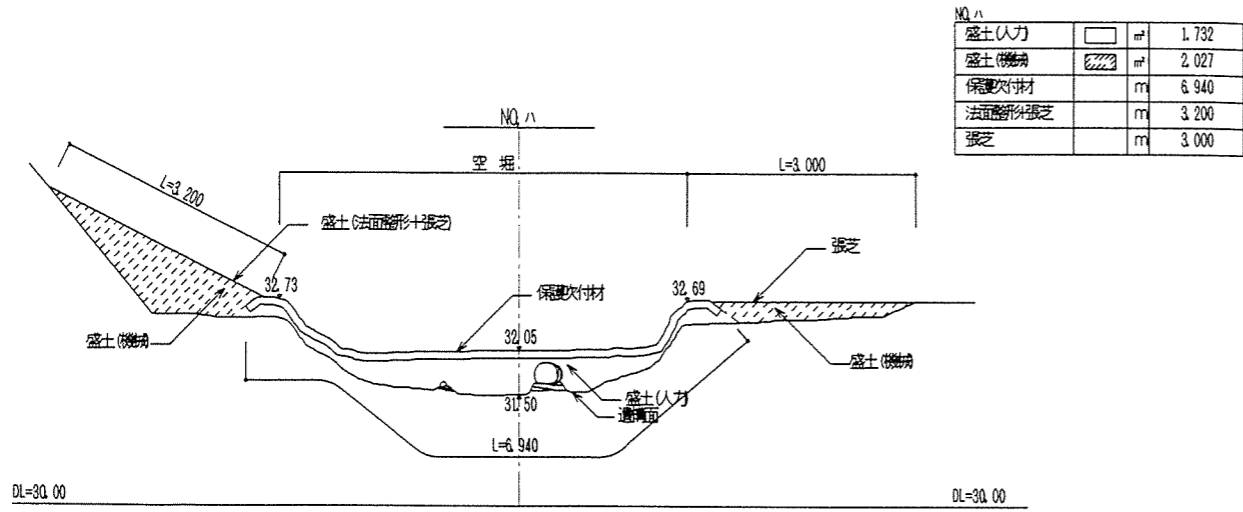 NO. ハ
盛土(人力) ㎡ 1.732
盛土(機械) ㎡ 2.027
保護吹付材 m 6.940
法面整形+張芝 m 3.200
張芝 m 3.000
NO. ハ
空 堀
L=3.000
L=3.200
盛土(法面整形+張芝)
張芝
32.73
保護吹付材
32.69
32.05
盛土(機械)
盛土(機械)
盛土(人力)
31.50
遺構面
L=6.940
DL=30.00
DL=30.00